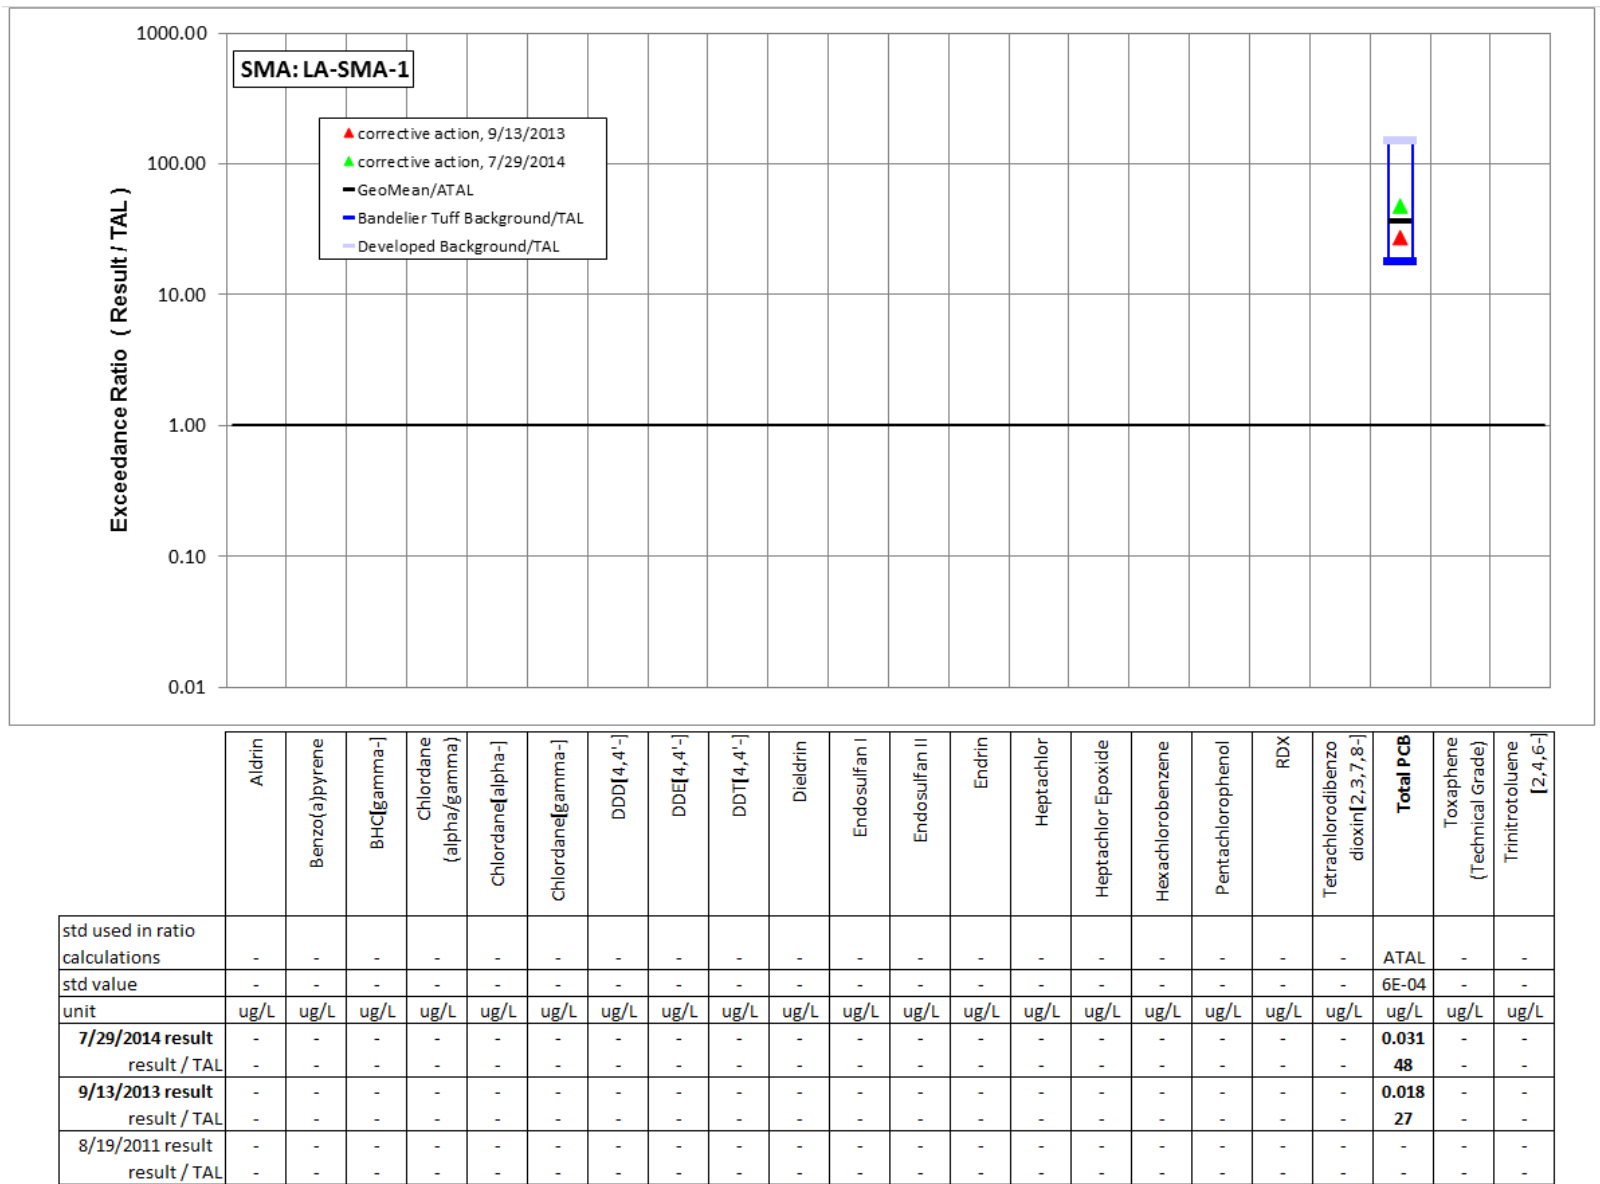 1000.00
SMA: LA-SMA-1
▲ corrective action, 9/13/2013
▲ corrective action, 7/29/2014
GeoMean/ATAL
Bandelier Tuff Background/TAL
Developed Background/TAL
100.00
10.00
1.00
0.10
0.01
Exceedance Ratio ( Result / TAL )
Aldrin
Benzo(a)pyrene
BHC[gamma-]
Chlordane
(alpha/gamma)
Chlordane[alpha-]
Chlordane[gamma-]
DDD[4,4'-]
DDE[4,4'-]
DDT[4,4'-]
Dieldrin
Endosulfan I
Endosulfan II
Endrin
Heptachlor
Heptachlor Epoxide
Hexachlorobenzene
Pentachlorophenol
RDX
Tetrachlorodibenzo
dioxin[2,3,7,8-]
Total PCB
Toxaphene
(Technical Grade)
Trinitrotoluene
[2,4,6-]
std used in ratio
calculations - - - - - - - - - - - - - - - - - - - ATAL - -
std value - - - - - - - - - - - - - - - - - - - 6E-04 - -
unit ug/L ug/L ug/L ug/L ug/L ug/L ug/L ug/L ug/L ug/L ug/L ug/L ug/L ug/L ug/L ug/L ug/L ug/L ug/L ug/L ug/L ug/L
7/29/2014 result - - - - - - - - - - - - - - - - - - - 0.031 - -
result / TAL - - - - - - - - - - - - - - - - - - - 48 - -
9/13/2013 result - - - - - - - - - - - - - - - - - - - 0.018 - -
result / TAL - - - - - - - - - - - - - - - - - - - 27 - -
8/19/2011 result - - - - - - - - - - - - - - - - - - - - - -
result / TAL - - - - - - - - - - - - - - - - - - - - - -